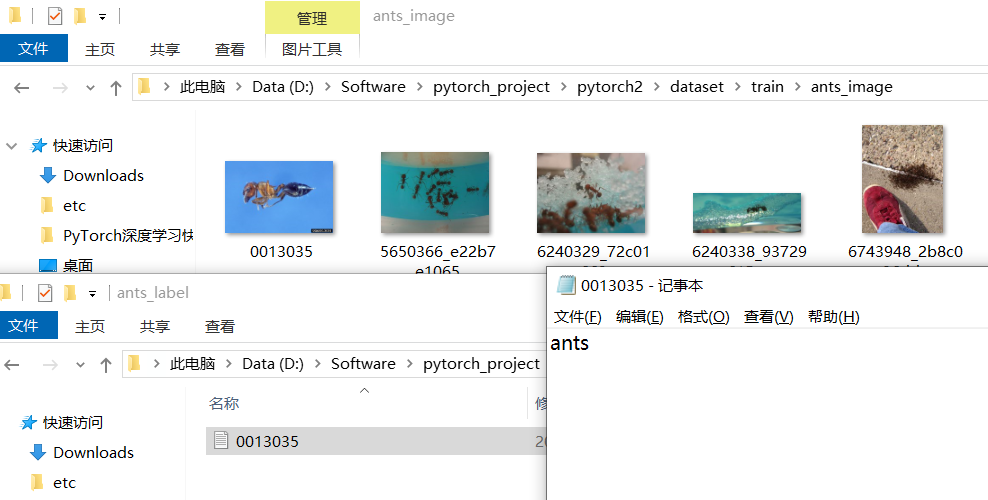 管理
ants_image
文件
主页
共享
查看
图片工具
此电脑 > Data (D:) > Software > pytorch_project > pytorch2 > dataset > train > ants_image
快速访问
Downloads
etc
PyTorch深度学习快
桌面
0013035
5650366_e22b7
e1065
6240329_72c01
6240338_93729
6743948_2b8c0
ants_label
文件
主页
共享
查看
此电脑 > Data (D:) > Software > pytorch_project
快速访问
Downloads
etc
名称
修
0013035
20
0013035 - 记事本
文件(F) 编辑(E) 格式(O) 查看(V) 帮助(H)
ants